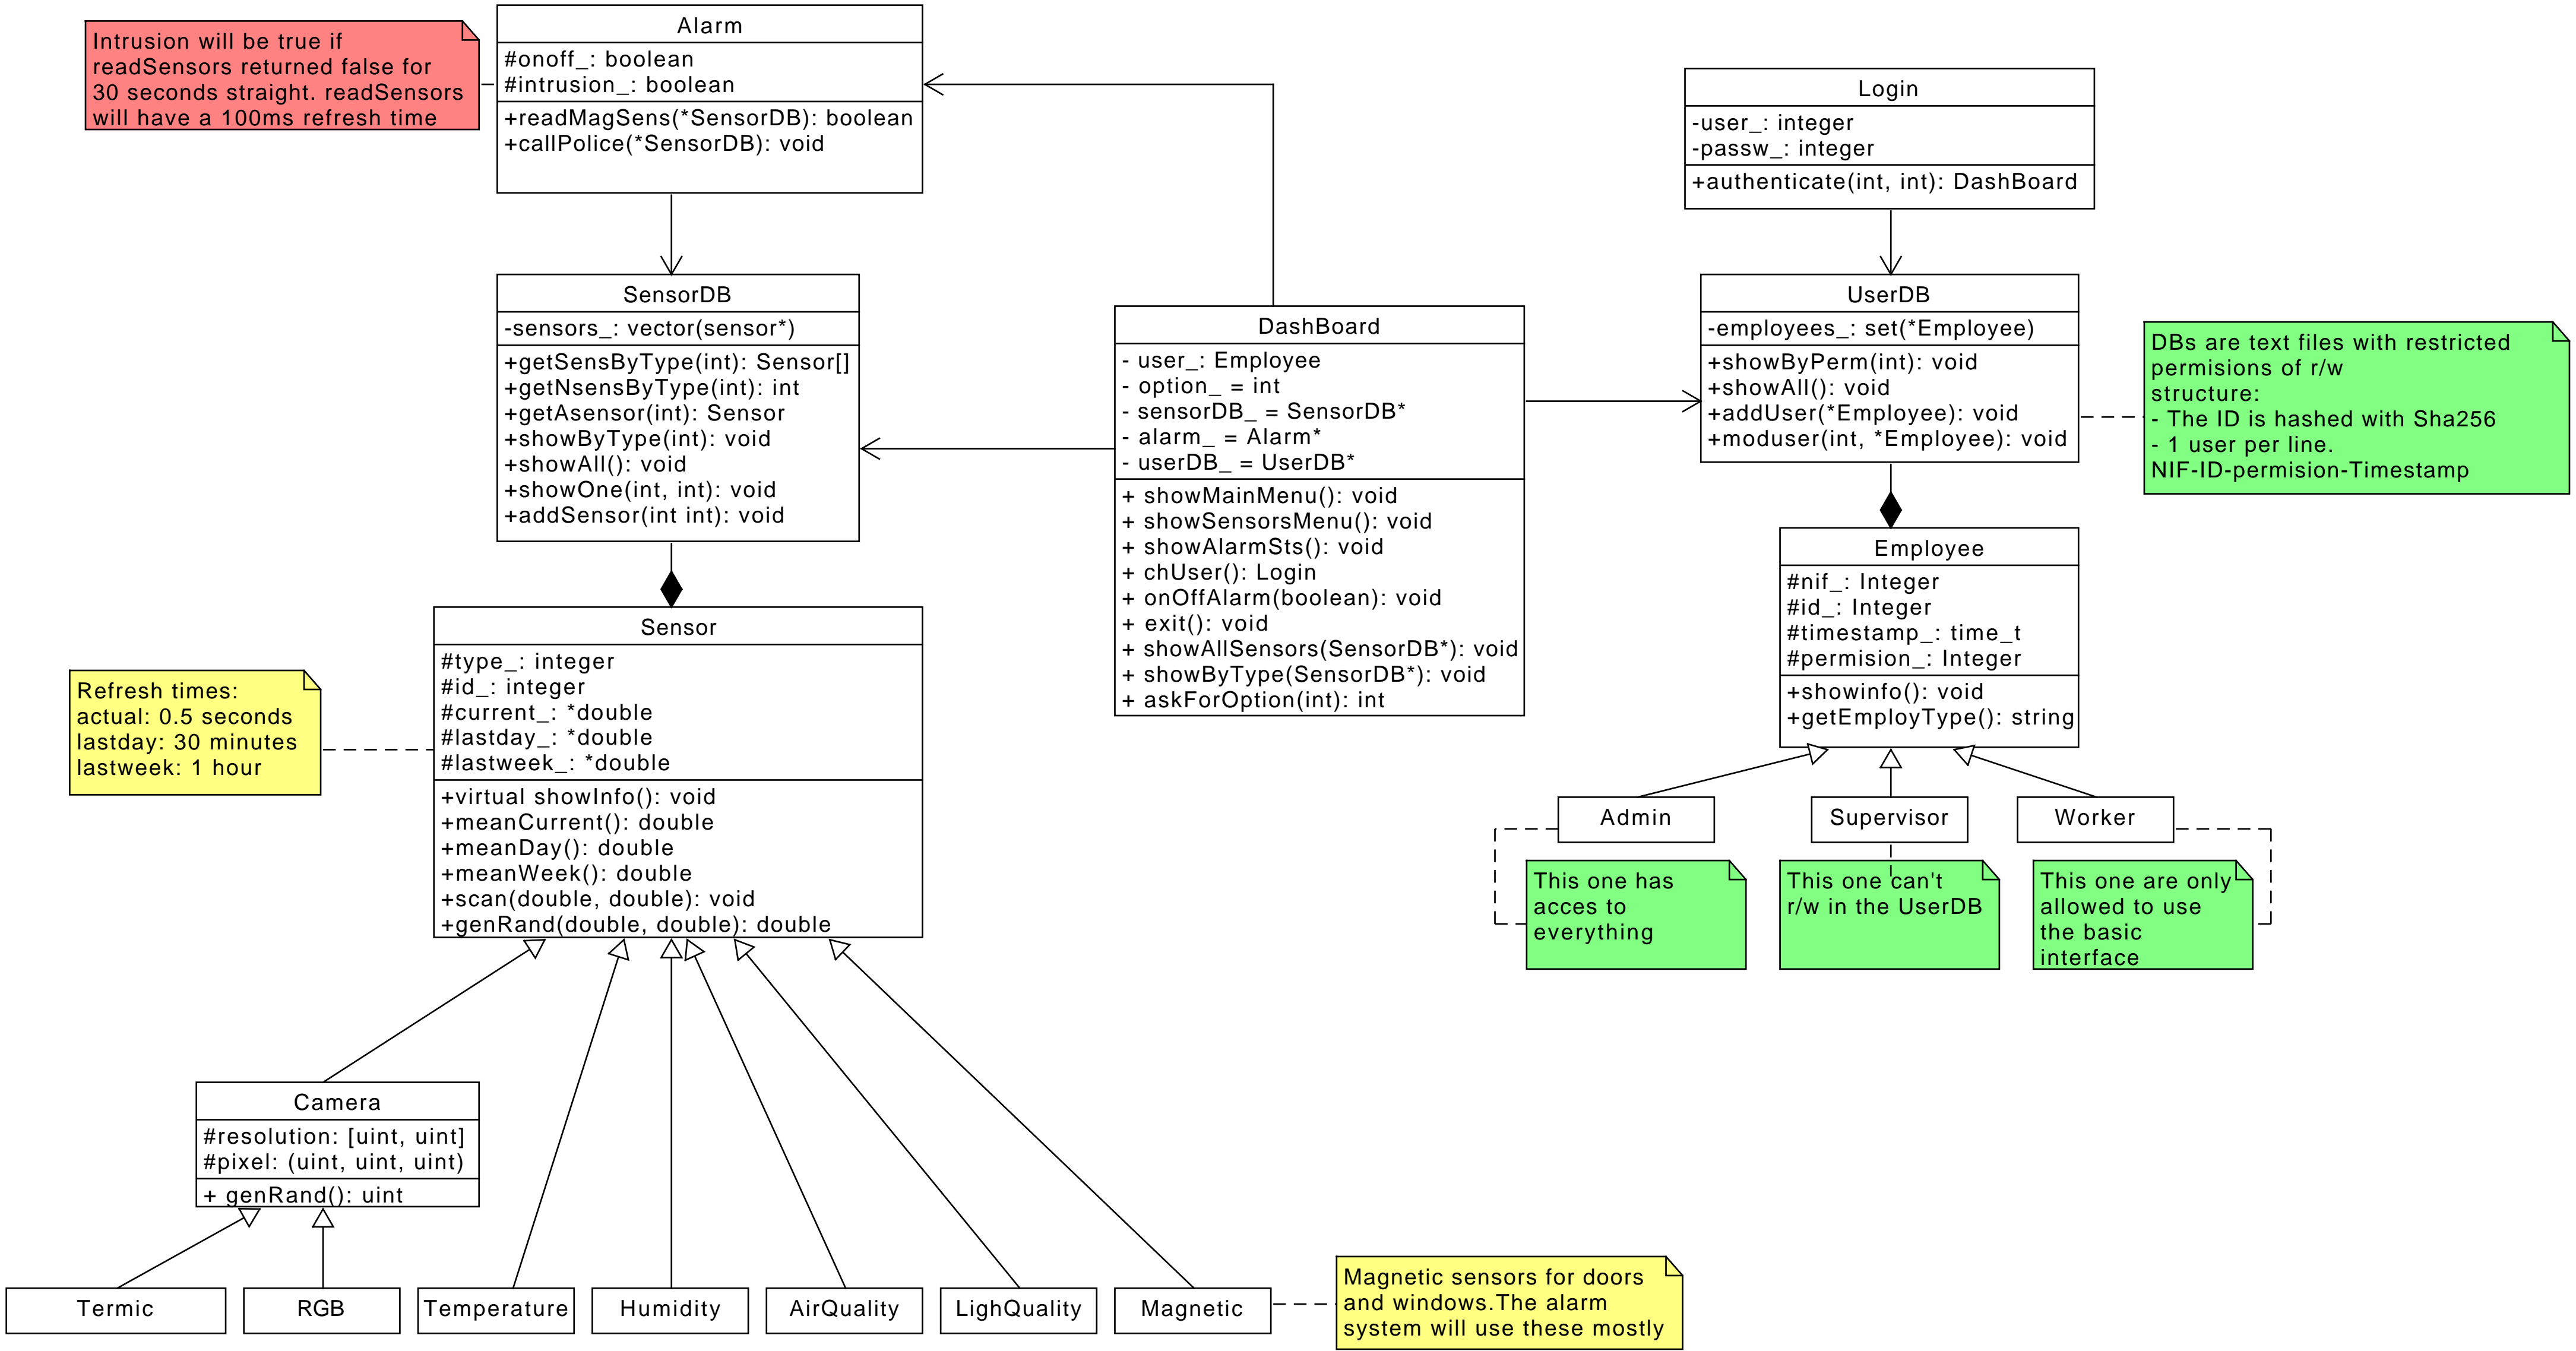 Intrusion will be true if
readSensors returned false for
30 seconds straight. readSensors
will have a 100ms refresh time
Alarm
#onoff_: boolean
#intrusion_: boolean
+readMagSens(*SensorDB): boolean
+callPolice(*SensorDB): void
Login
-user_: integer
-passw_: integer
+authenticate(int, int): DashBoard
SensorDB
-sensors_: vector(sensor*)
+getSensByType(int): Sensor[]
+getNsensByType(int): int
+getAsensor(int): Sensor
+showByType(int): void
+showAll(): void
+showOne(int, int): void
+addSensor(int int): void
DashBoard
- user_: Employee
- option_ = int
- sensorDB_ = SensorDB*
- alarm_ = Alarm*
- userDB_ = UserDB*
+ showMainMenu(): void
+ showSensorsMenu(): void
+ showAlarmSts(): void
+ chUser(): Login
+ onOffAlarm(boolean): void
+ exit(): void
+ showAllSensors(SensorDB*): void
+ showByType(SensorDB*): void
+ askForOption(int): int
UserDB
-employees_: set(*Employee)
+showByPerm(int): void
+showAll(): void
+addUser(*Employee): void
+moduser(int, *Employee): void
DBs are text files with restricted
permisions of r/w
structure:
- The ID is hashed with Sha256
- 1 user per line.
NIF-ID-permision-Timestamp
Employee
#nif_: Integer
#id_: Integer
#timestamp_: time_t
#permision_: Integer
+showinfo(): void
+getEmployType(): string
Refresh times:
actual: 0.5 seconds
lastday: 30 minutes
lastweek: 1 hour
Sensor
#type_: integer
#id_: integer
#current_: *double
#lastday_: *double
#lastweek_: *double
+virtual showInfo(): void
+meanCurrent(): double
+meanDay(): double
+meanWeek(): double
+scan(double, double): void
+genRand(double, double): double
Admin
Supervisor
Worker
This one has
acces to
everything
This one can't
r/w in the UserDB
This one are only
allowed to use
the basic
interface
Camera
#resolution: [uint, uint]
#pixel: (uint, uint, uint)
+ genRand(): uint
Termic
RGB
Temperature
Humidity
AirQuality
LighQuality
Magnetic
Magnetic sensors for doors
and windows.The alarm
system will use these mostly